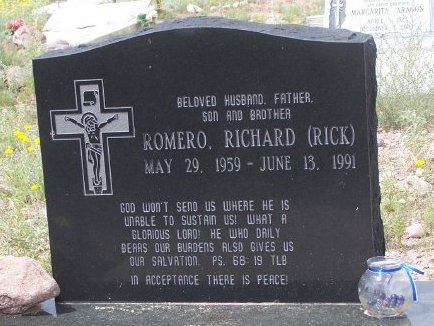 MARGARITA ARAGON
BELOVED HUSBAND, FATHER,
SON AND BROTHER
ROMERO, RICHARD (RICK)
MAY 29, 1959 - JUNE 13, 1991
GOD WON'T SEND US WHERE HE IS
UNABLE TO SUSTAIN US! WHAT A
GLORIOUS LORD! HE WHO DAILY
BEARS OUR BURDENS ALSO GIVES US
OUR SALVATION. PS. 68:19 TLB
IN ACCEPTANCE THERE IS PEACE!